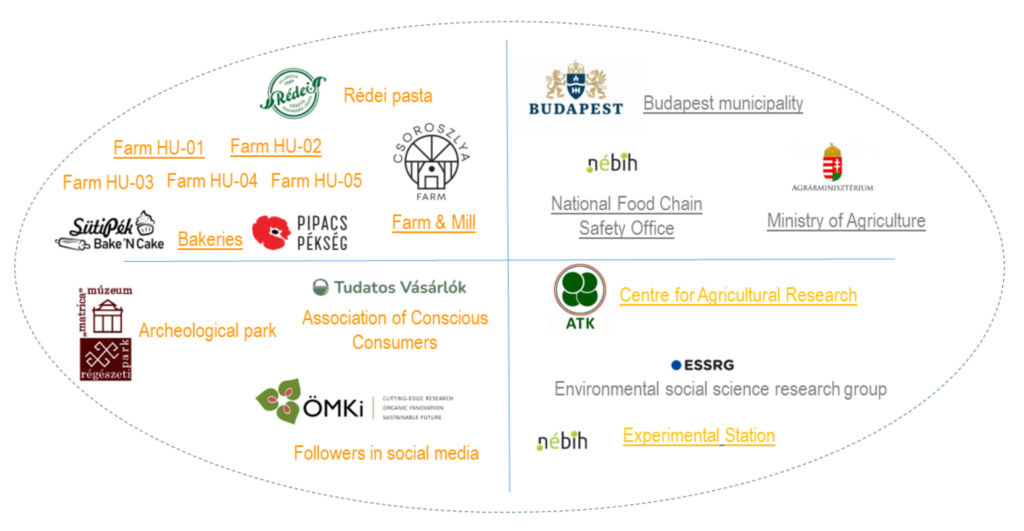 Rédei
Rédei pasta
Farm HU-01
Farm HU-02
Farm HU-03
Farm HU-04
Farm HU-05
CSOROSZLYA
FARM
Farm & Mill
SütiPék
Bake 'N Cake
Bakeries
PIPACS
PÉKSÉG
BUDAPEST
Budapest municipality
nébih
National Food Chain
Safety Office
AGRÁRMINISZTÉRIUM
Ministry of Agriculture
„matrica”
múzeum
régészeti
park
Archeological park
Tudatos Vásárlók
Association of Conscious
Consumers
ÖMKi
CUTTING-EDGE RESEARCH
ORGANIC INNOVATION
SUSTAINABLE FUTURE
Followers in social media
ATK
Centre for Agricultural Research
ESSRG
Environmental social science research group
nébih
Experimental Station